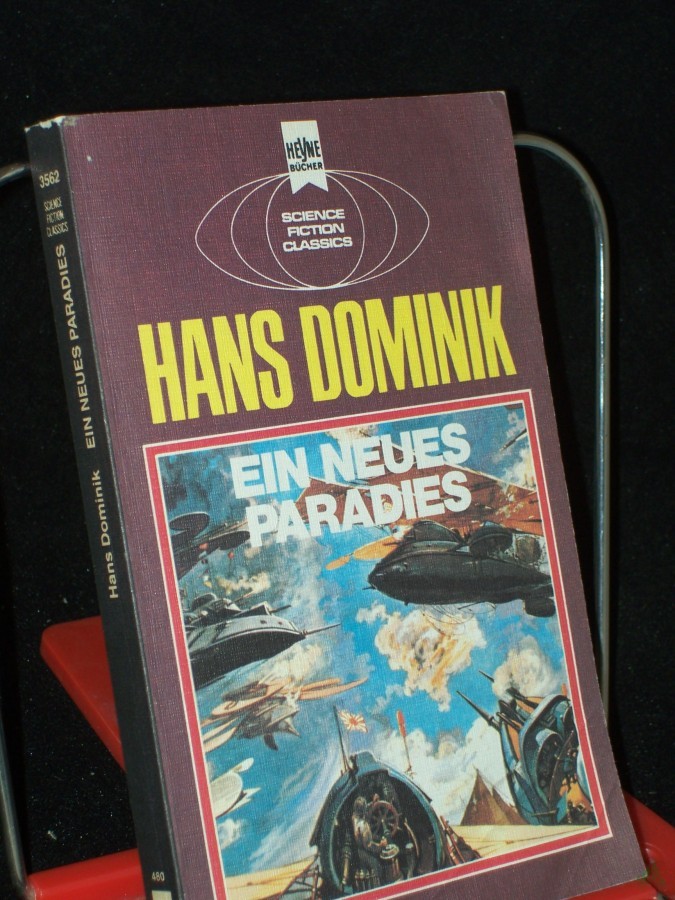 HEYNE
BÜCHER
SCIENCE
FICTION
CLASSICS
HANS DOMINIK
EIN NEUES
PARADIES
3562
SCIENCE
FICTION
CLASSICS
Hans Dominik EIN NEUES PARADIES
480